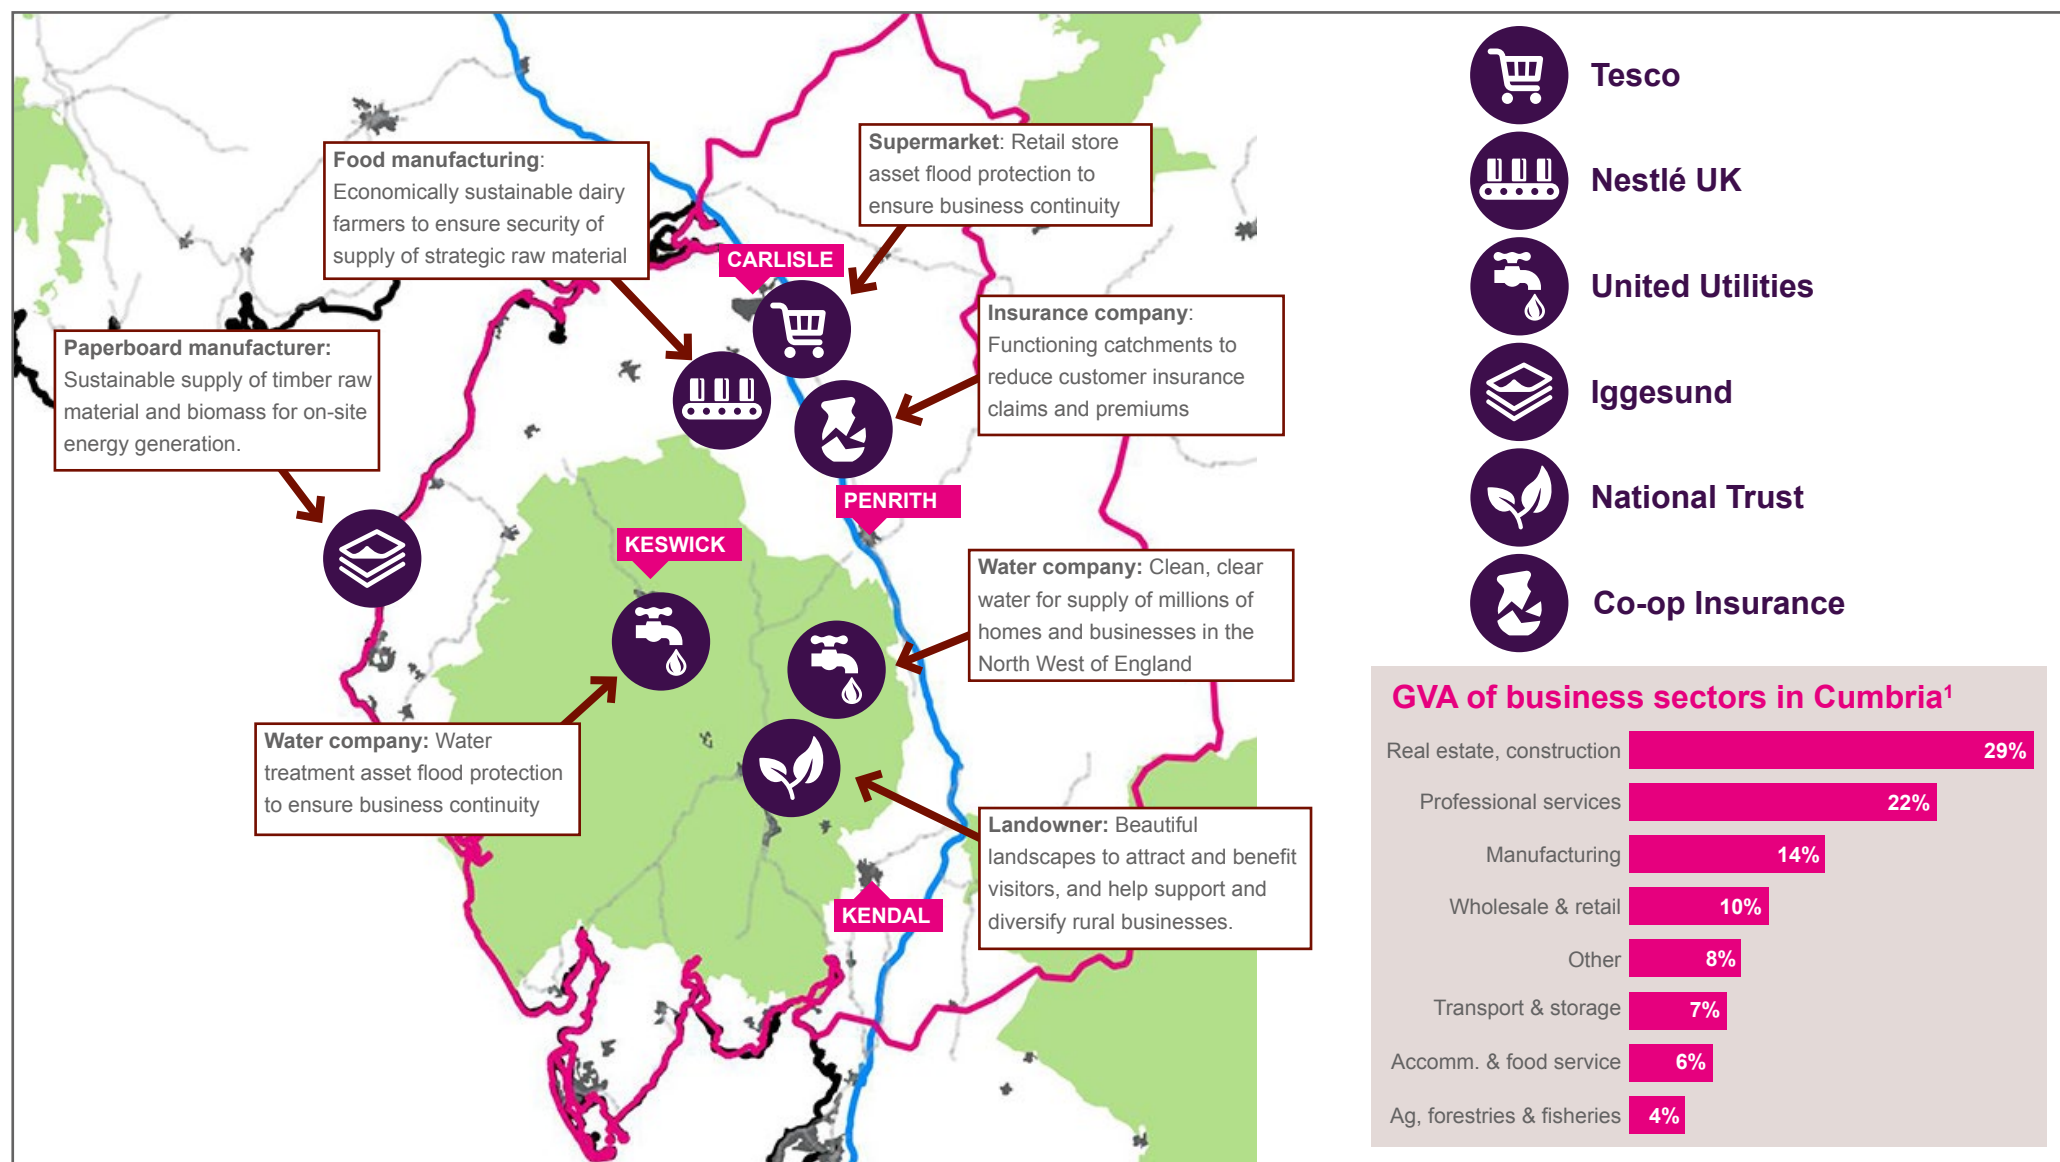 Food manufacturing:
Economically sustainable dairy
farmers to ensure security of
supply of strategic raw material
Supermarket: Retail store
asset flood protection to
ensure business continuity
CARLISLE
Insurance company:
Functioning catchments to
reduce customer insurance
claims and premiums
Paperboard manufacturer:
Sustainable supply of timber raw
material and biomass for on-site
energy generation.
PENRITH
KESWICK
Water company: Clean, clear
water for supply of millions of
homes and businesses in the
North West of England
Water company: Water
treatment asset flood protection
to ensure business continuity
Landowner: Beautiful
landscapes to attract and benefit
visitors, and help support and
diversify rural businesses.
KENDAL
Tesco
Nestlé UK
United Utilities
Iggesund
National Trust
Co-op Insurance
GVA of business sectors in Cumbria¹
Real estate, construction 29%
Professional services 22%
Manufacturing 14%
Wholesale & retail 10%
Other 8%
Transport & storage 7%
Accomm. & food service 6%
Ag, forestries & fisheries 4%